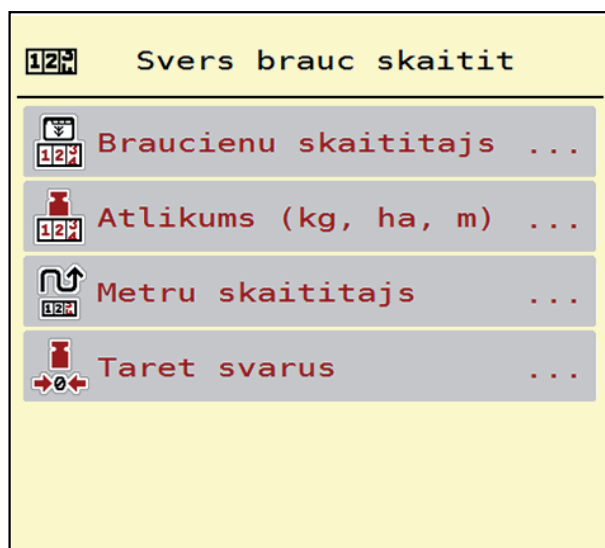 Svers brauc skaitit
Braucienu skaititajs ...
Atlikums (kg, ha, m) ...
Metru skaititajs ...
Taret svarus ...